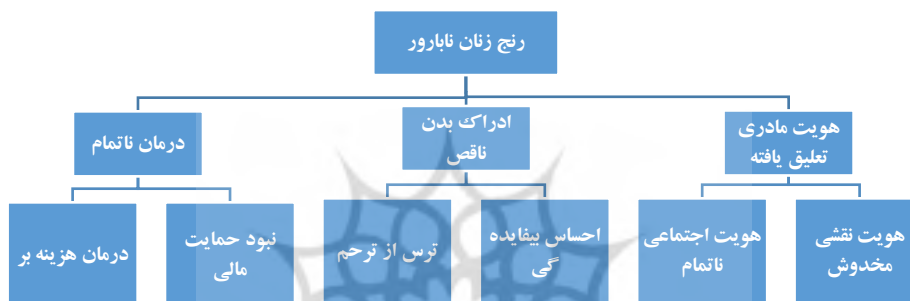 رنج زنان نابارور
هویت مادری
تعلیق یافته
ادراک بدن
ناقص
درمان ناتمام
هویت نقشی
مخدوش
هویت اجتماعی
ناتمام
احساس بیفایده
گی
ترس از ترحم
نبود حمایت
مالی
درمان هزینه بر